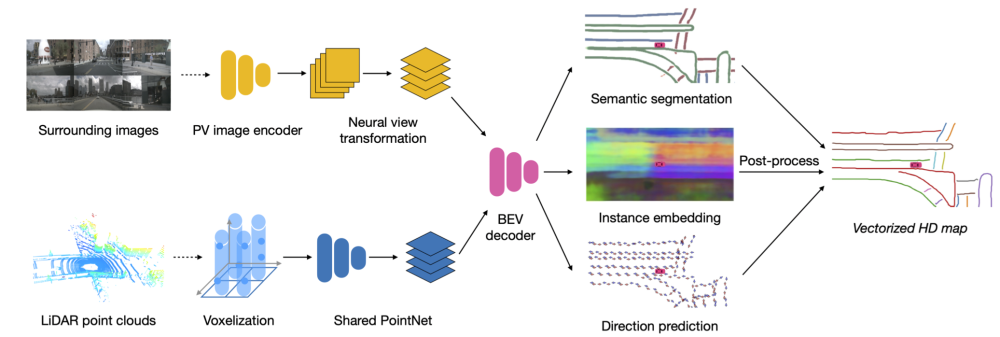 Surrounding images
PV image encoder
Neural view
transformation
Semantic segmentation
BEV
decoder
Instance embedding
Post-process
Vectorized HD map
LiDAR point clouds
Voxelization
Shared PointNet
Direction prediction